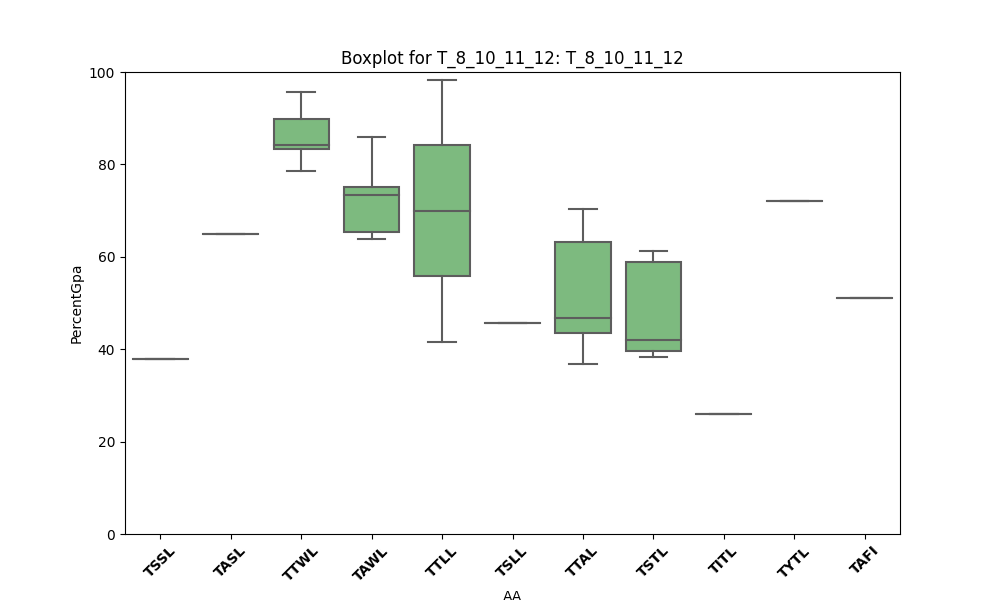 Boxplot for T_8_10_11_12: T_8_10_11_12
100
80
60
40
20
0
PercentGpa
TSSL
TASL
TTWL
TAWL
TTLL
TSLL
TTAL
TSTL
TITL
TYTL
TAFI
AA